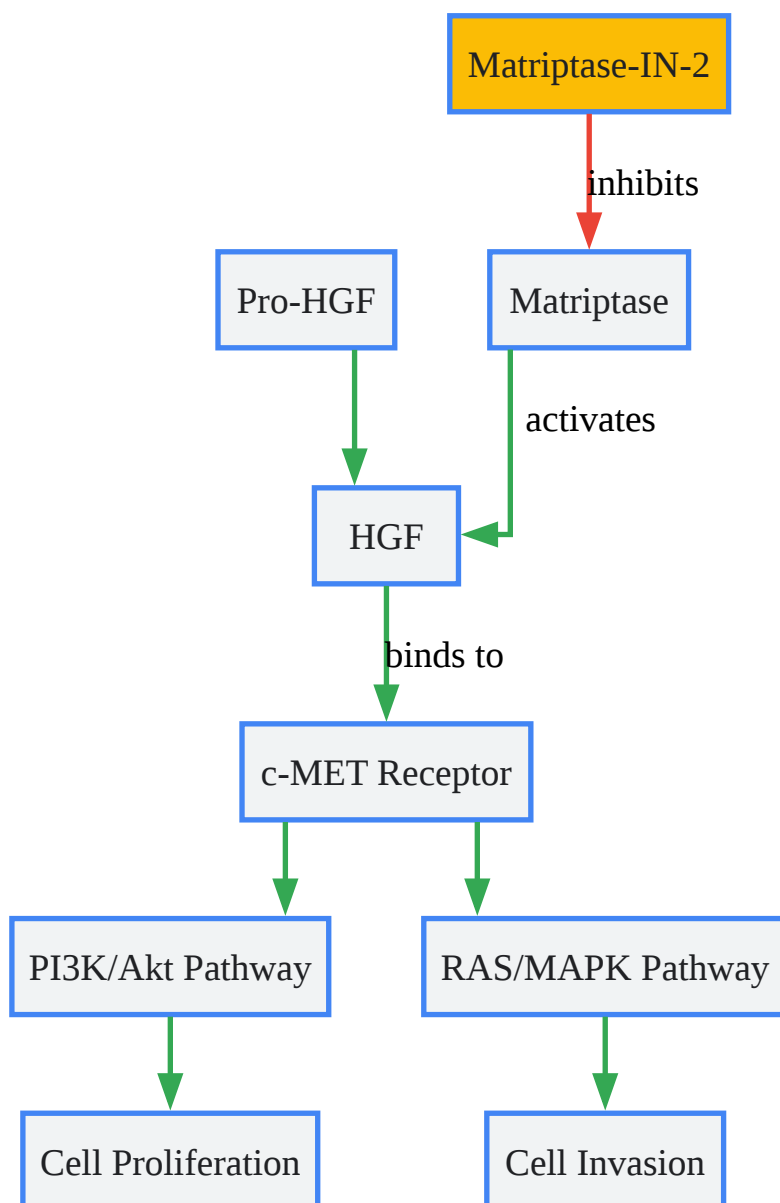 Matriptase-IN-2
inhibits
Pro-HGF
Matriptase
activates
HGF
binds to
c-MET Receptor
PI3K/Akt Pathway
RAS/MAPK Pathway
Cell Proliferation
Cell Invasion